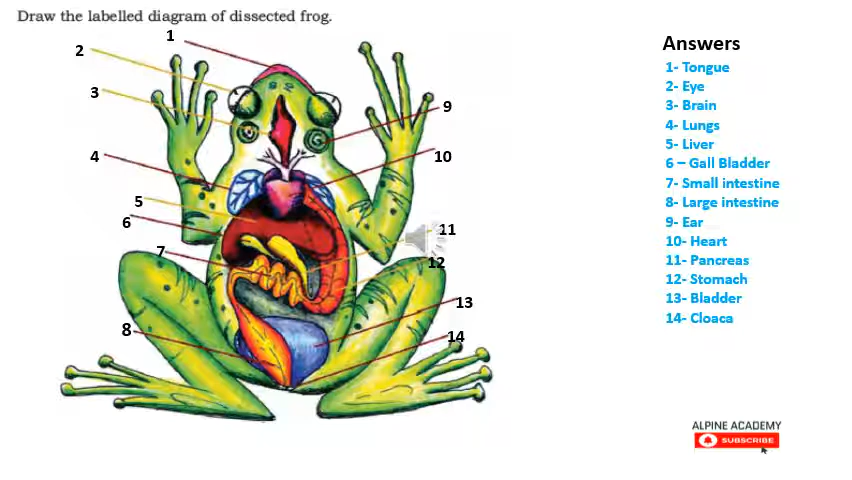 Draw the labelled diagram of dissected frog.
1
2
3
4
5
6
7
8
9
10
11
12
13
14
Answers
1- Tongue
2- Eye
3- Brain
4- Lungs
5- Liver
6 – Gall Bladder
7- Small intestine
8- Large intestine
9- Ear
10- Heart
11- Pancreas
12- Stomach
13- Bladder
14- Cloaca
ALPINE ACADEMY
SUBSCRIBE